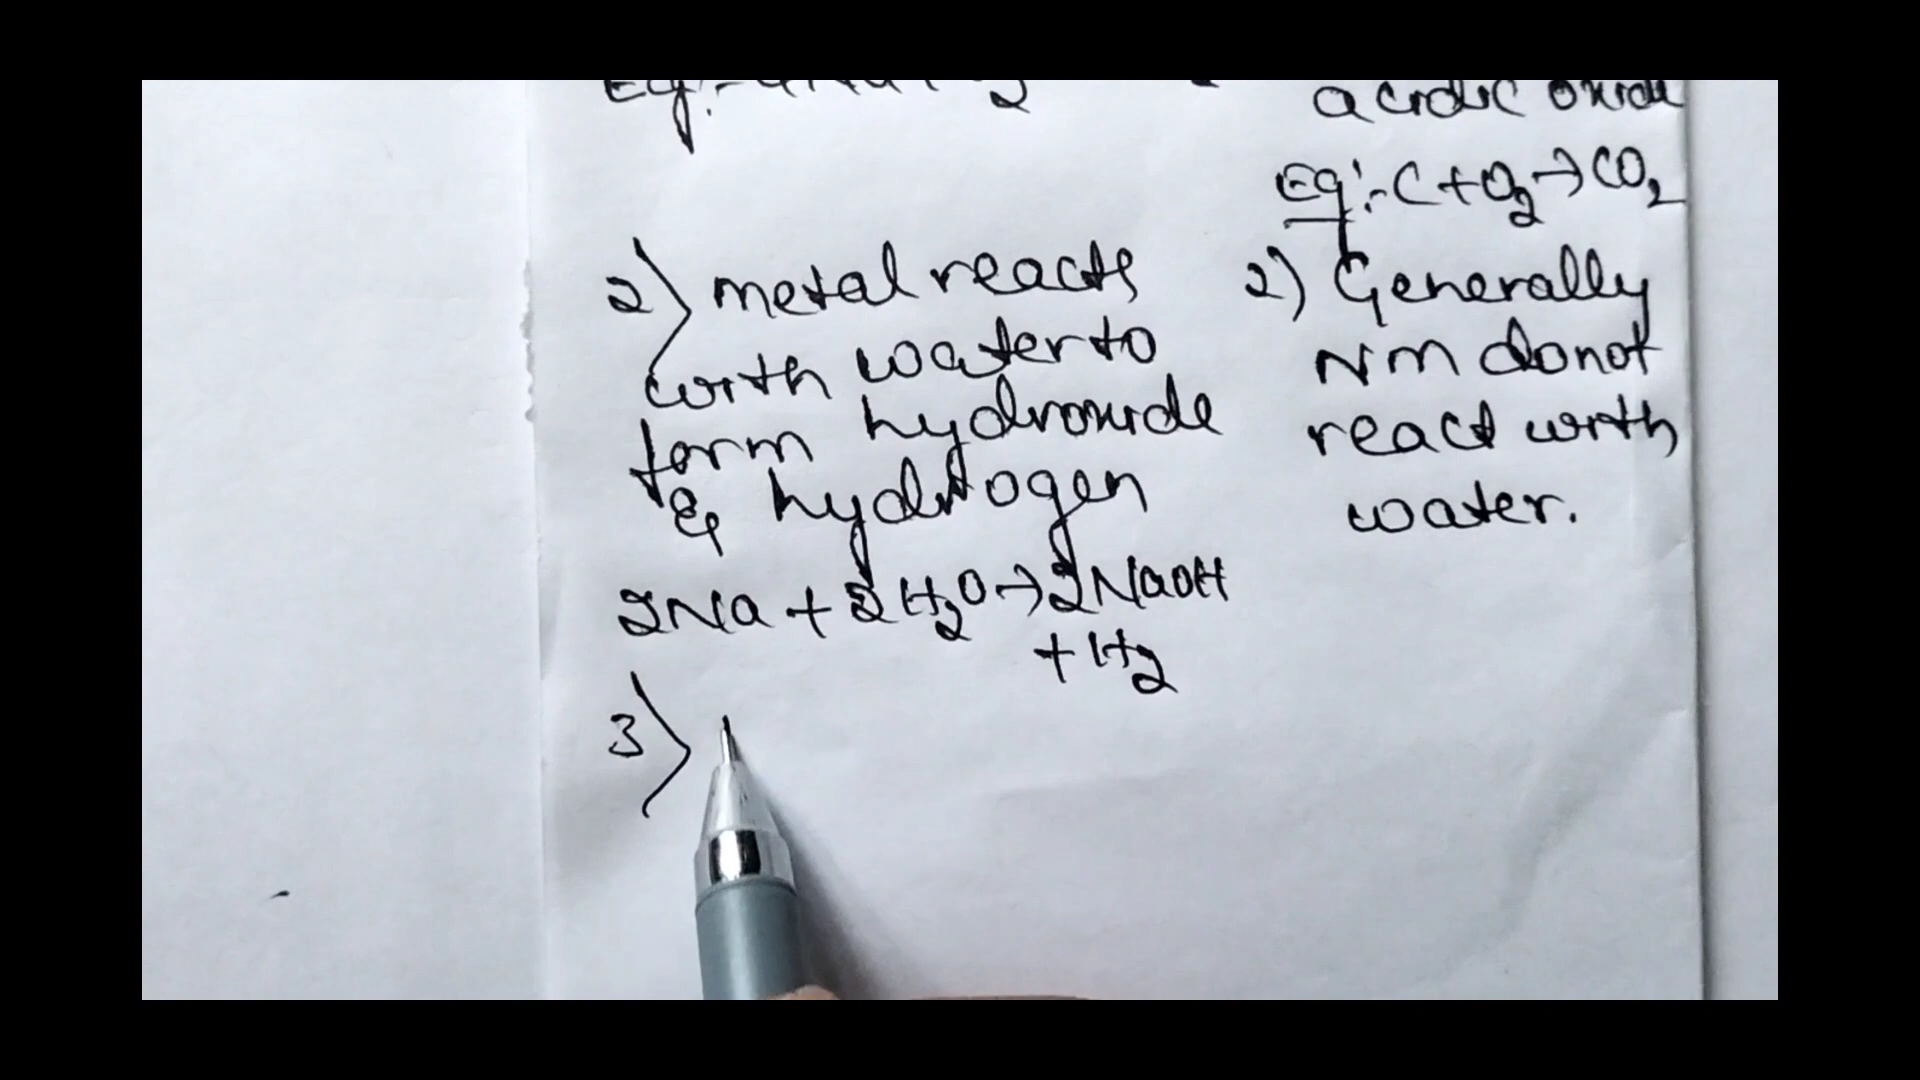 Eg:-
acidic oxide
Eg:- C+O₂→CO₂
2) metal reacts
with water to
form hydroxide
& hydrogen
2Na + 2H₂O→2NaOH
+ H₂
3)
2) Generally
NM donot
react with
water.